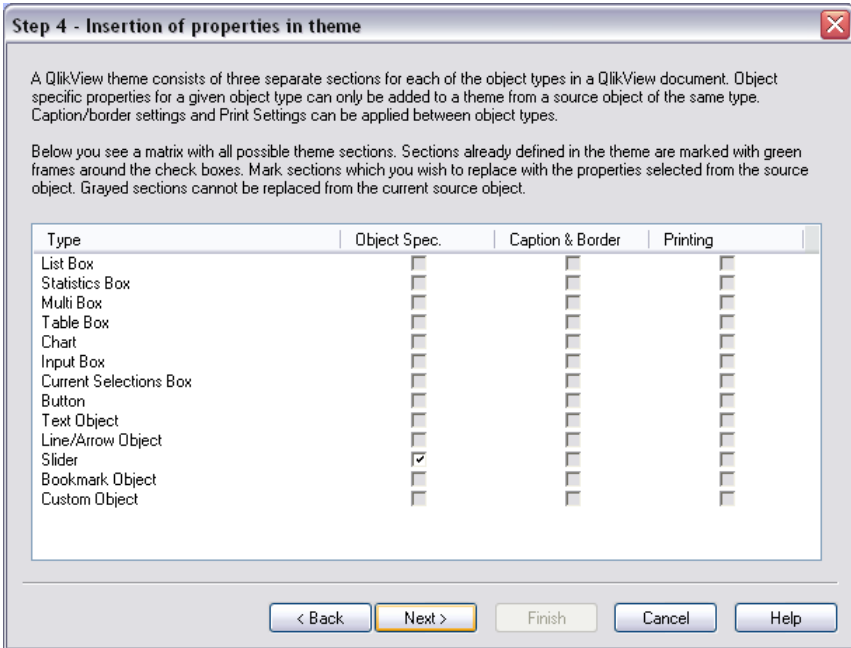 Step 4 - Insertion of properties in theme
A QlikView theme consists of three separate sections for each of the object types in a QlikView document. Object
specific properties for a given object type can only be added to a theme from a source object of the same type.
Caption/border settings and Print Settings can be applied between object types.
Below you see a matrix with all possible theme sections. Sections already defined in the theme are marked with green
frames around the check boxes. Mark sections which you wish to replace with the properties selected from the source
object. Grayed sections cannot be replaced from the current source object.
Type Object Spec. Caption & Border Printing
List Box
Statistics Box
Multi Box
Table Box
Chart
Input Box
Current Selections Box
Button
Text Object
Line/Arrow Object
Slider
Bookmark Object
Custom Object
< Back Next > Finish Cancel Help